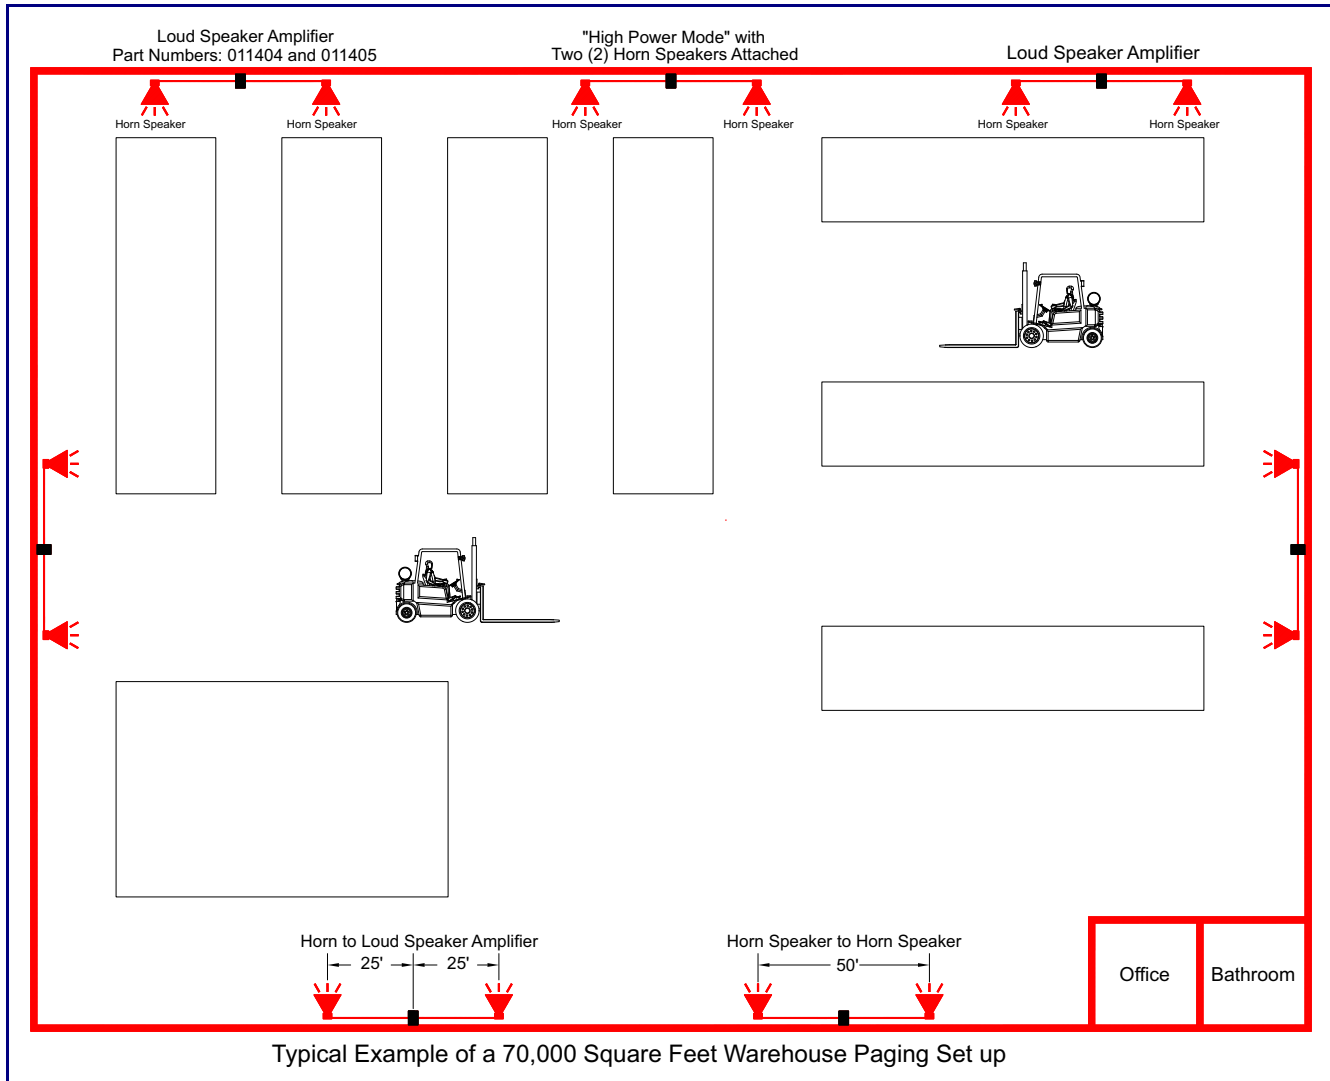 Loud Speaker Amplifier
Part Numbers: 011404 and 011405
"High Power Mode" with
Two (2) Horn Speakers Attached
Loud Speaker Amplifier
Horn Speaker
Horn Speaker
Horn Speaker
Horn Speaker
Horn Speaker
Horn Speaker
Horn to Loud Speaker Amplifier
25'
25'
Horn Speaker to Horn Speaker
50'
Office
Bathroom
Typical Example of a 70,000 Square Feet Warehouse Paging Set up